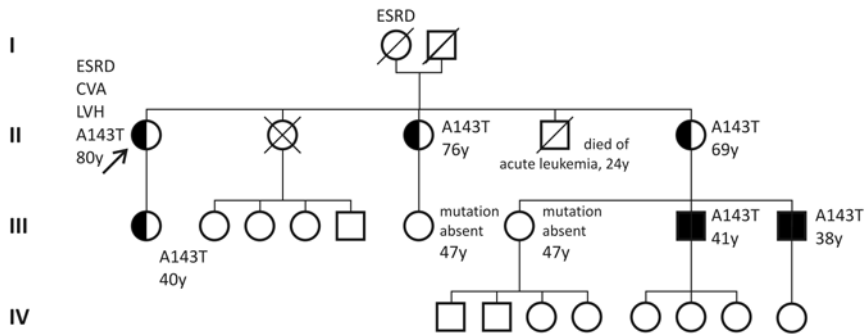 I
ESRD
ESRD
CVA
LVH
II
A143T
80y
A143T
76y
died of
acute leukemia, 24y
A143T
69y
III
A143T
40y
mutation
absent
47y
mutation
absent
47y
A143T
41y
A143T
38y
IV